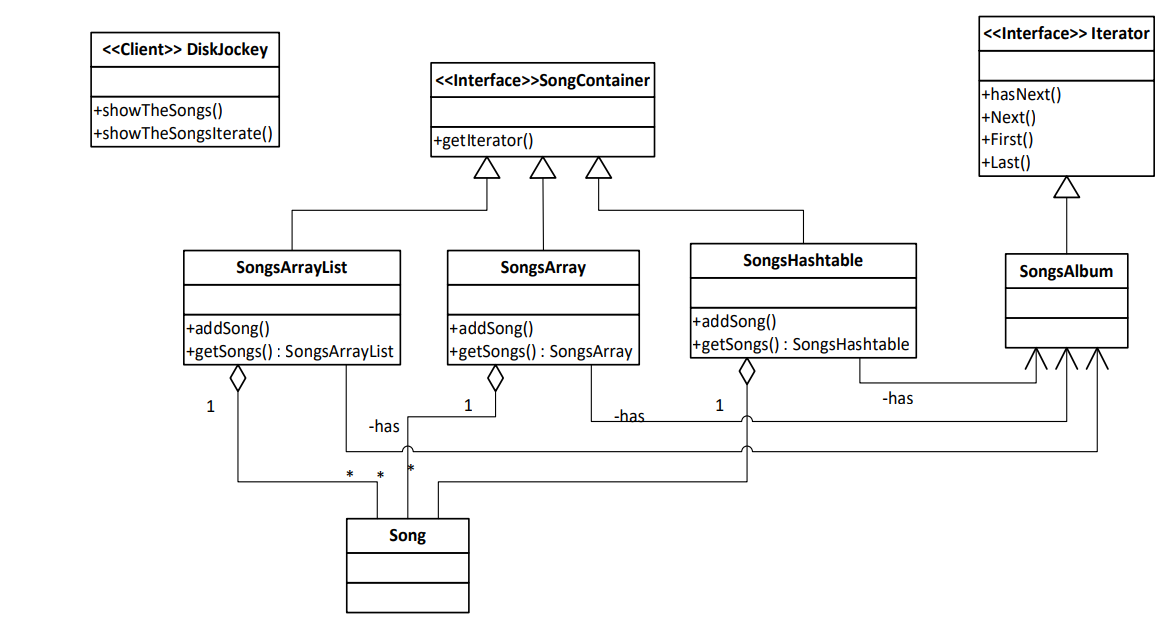 <<Client>> DiskJockey
+showTheSongs()
+showTheSongsIterate()
<<Interface>>SongContainer
+getIterator()
<<Interface>> Iterator
+hasNext()
+Next()
+First()
+Last()
SongsArrayList
+addSong()
+getSongs() : SongsArrayList
SongsArray
+addSong()
+getSongs() : SongsArray
SongsHashtable
+addSong()
+getSongs() : SongsHashtable
SongsAlbum
1
1
1
-has
-has
-has
*
*
*
Song